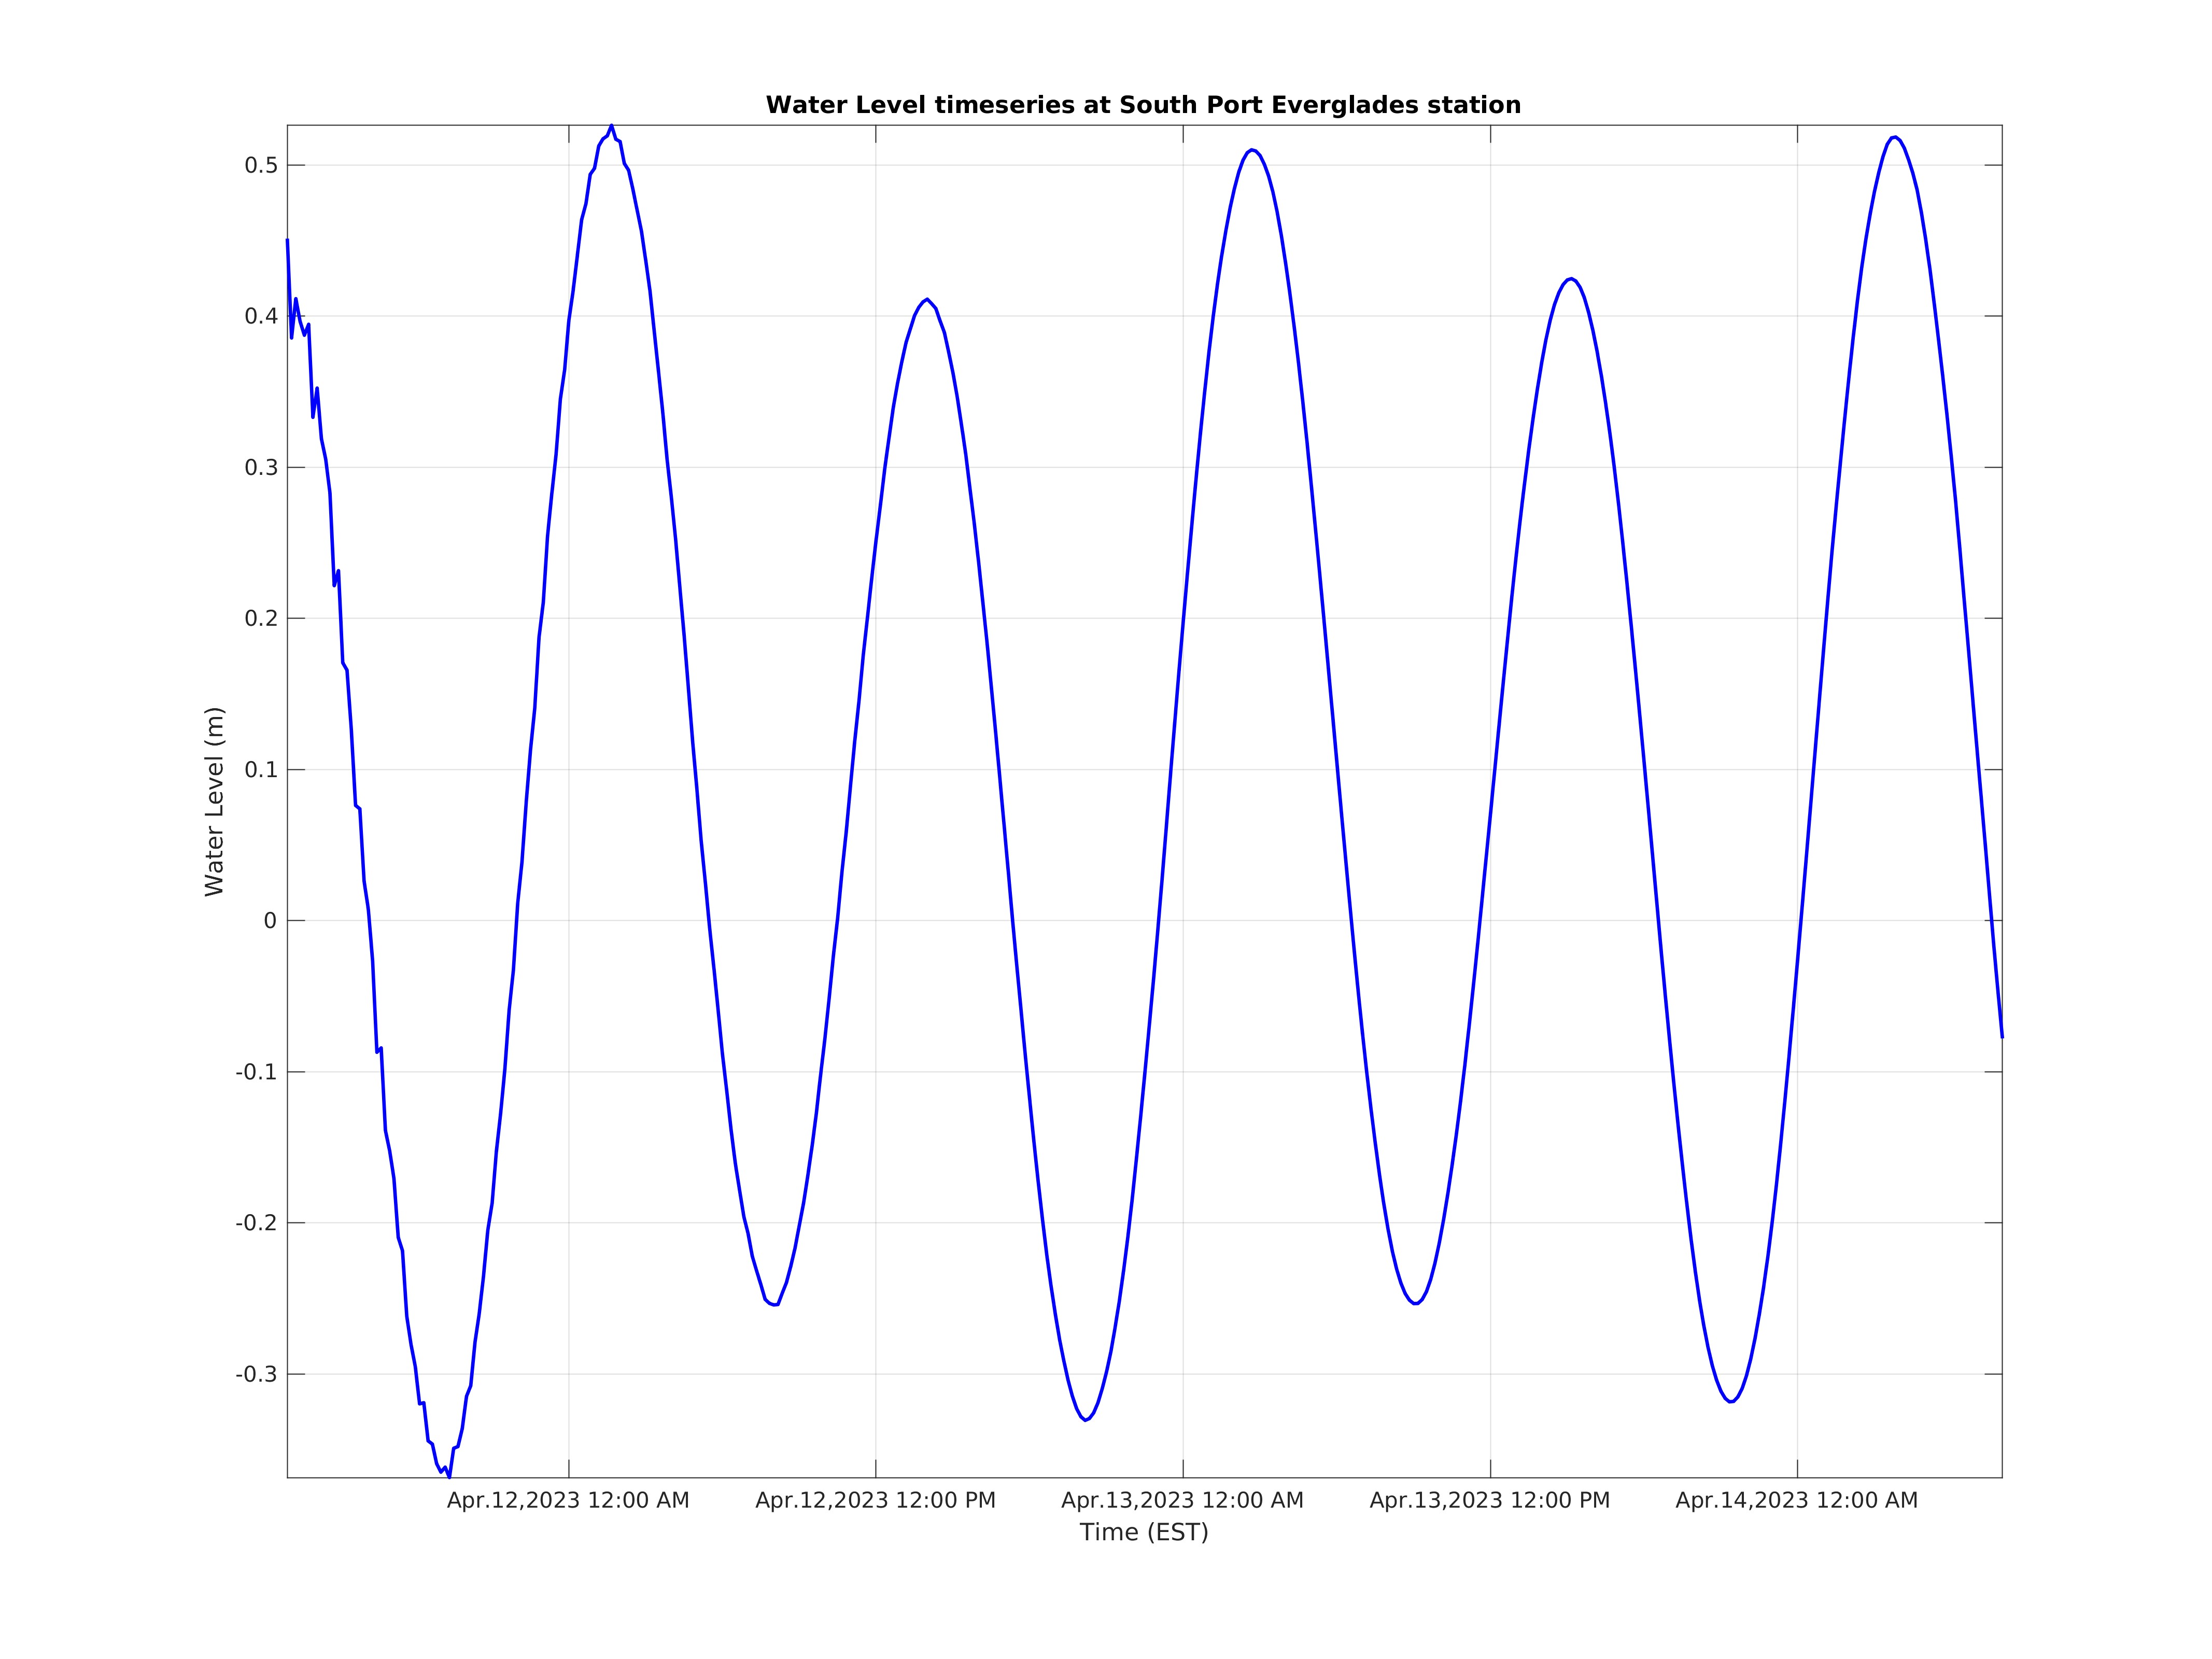 Water Level timeseries at South Port Everglades station
0.5
0.4
0.3
0.2
0.1
0
-0.1
-0.2
-0.3
Water Level (m)
Apr.12,2023 12:00 AM Apr.12,2023 12:00 PM Apr.13,2023 12:00 AM Apr.13,2023 12:00 PM Apr.14,2023 12:00 AM
Time (EST)